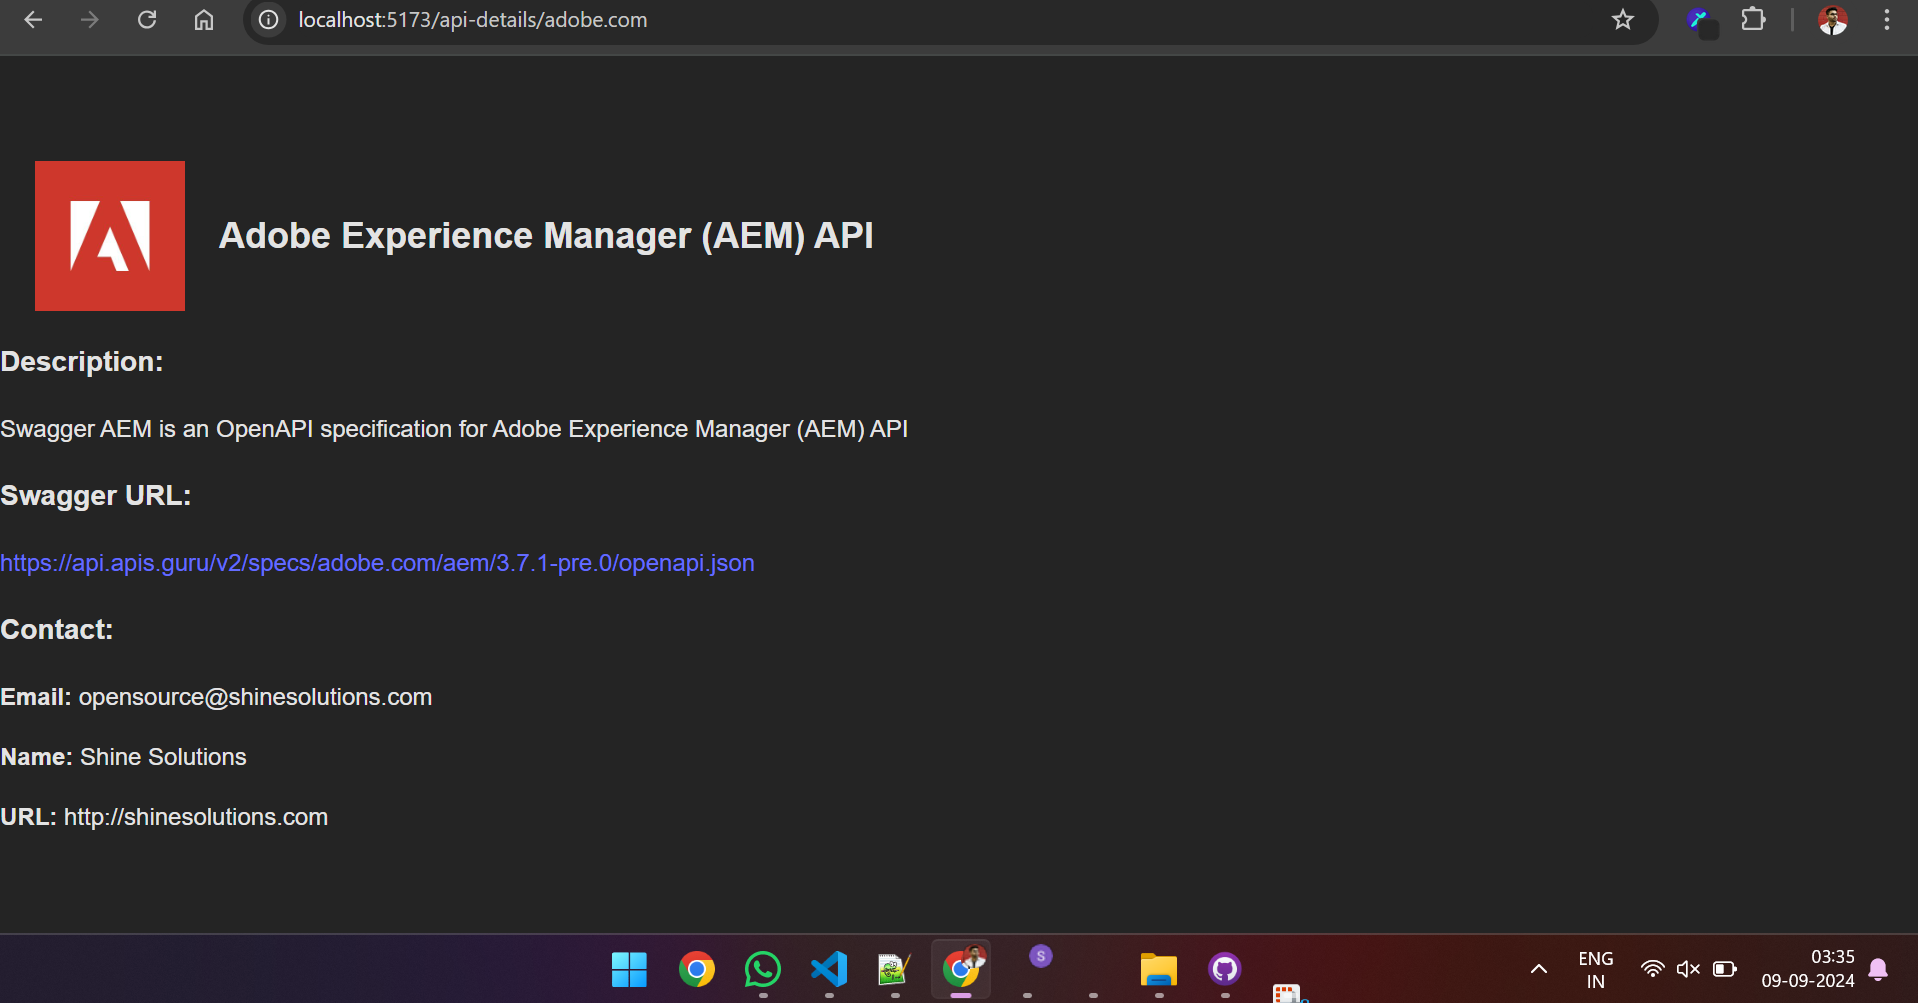 localhost:5173/api-details/adobe.com
Adobe Experience Manager (AEM) API
Description:
Swagger AEM is an OpenAPI specification for Adobe Experience Manager (AEM) API
Swagger URL:
https://api.apis.guru/v2/specs/adobe.com/aem/3.7.1-pre.0/openapi.json
Contact:
Email: opensource@shinesolutions.com
Name: Shine Solutions
URL: http://shinesolutions.com
S
ENG
IN
03:35
09-09-2024